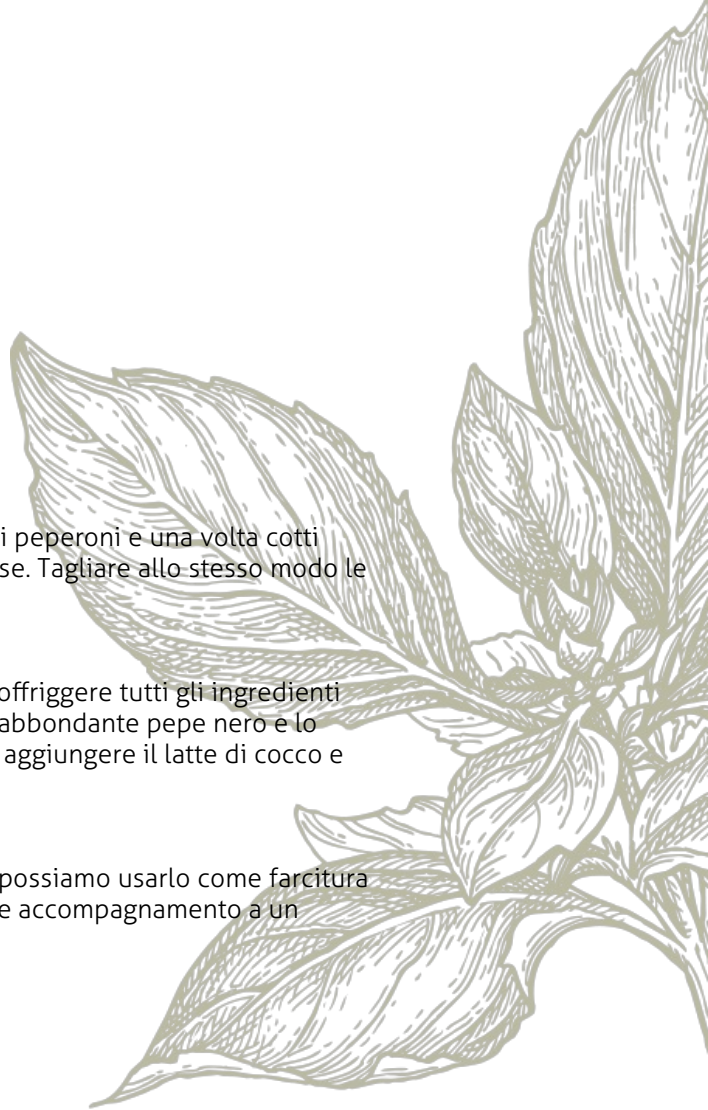 i peperoni e una volta cotti
se. Tagliare allo stesso modo le
offriggere tutti gli ingredienti
abbondante pepe nero e lo
aggiungere il latte di cocco e
possiamo usarlo come farcitura
e accompagnamento a un